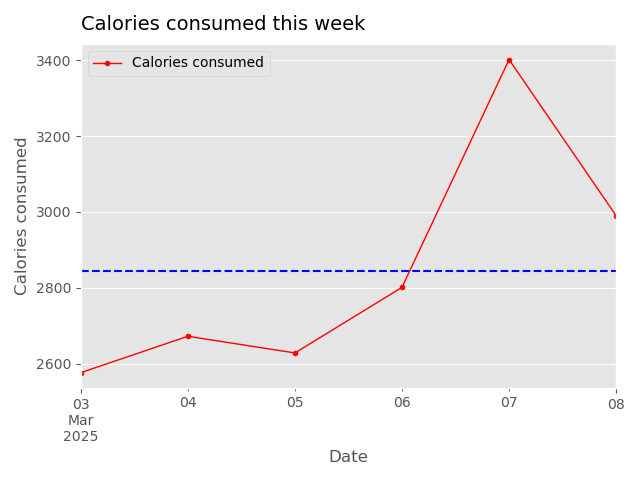 Calories consumed this week
Calories consumed
3400
3200
3000
2800
2600
Calories consumed
03 04 05 06 07 08
Mar
2025
Date